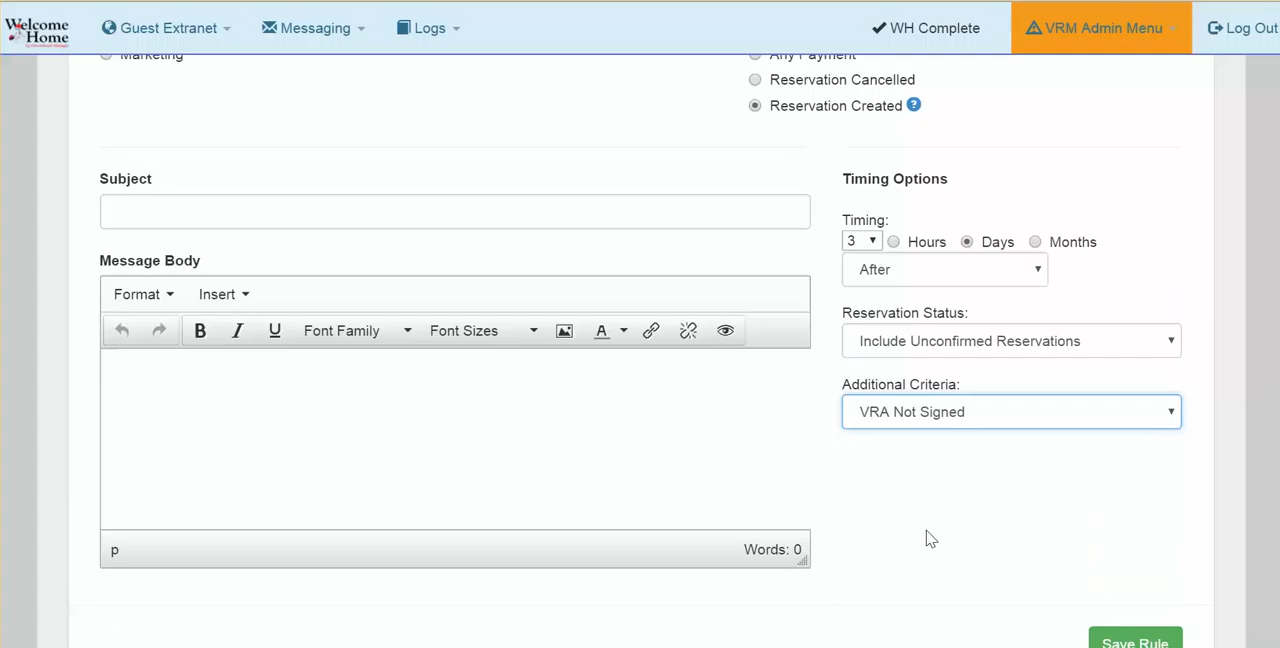 Welcome
Home
Guest Extranet
Messaging
Logs
WH Complete
VRM Admin Menu
Log Out
Marketing
Any Payment
Reservation Cancelled
Reservation Created ?
Subject
Timing Options
Timing:
3 Hours Days Months
After
Message Body
Format Insert
B I U Font Family Font Sizes A
Reservation Status:
Include Unconfirmed Reservations
Additional Criteria:
VRA Not Signed
p Words: 0
Save Rule